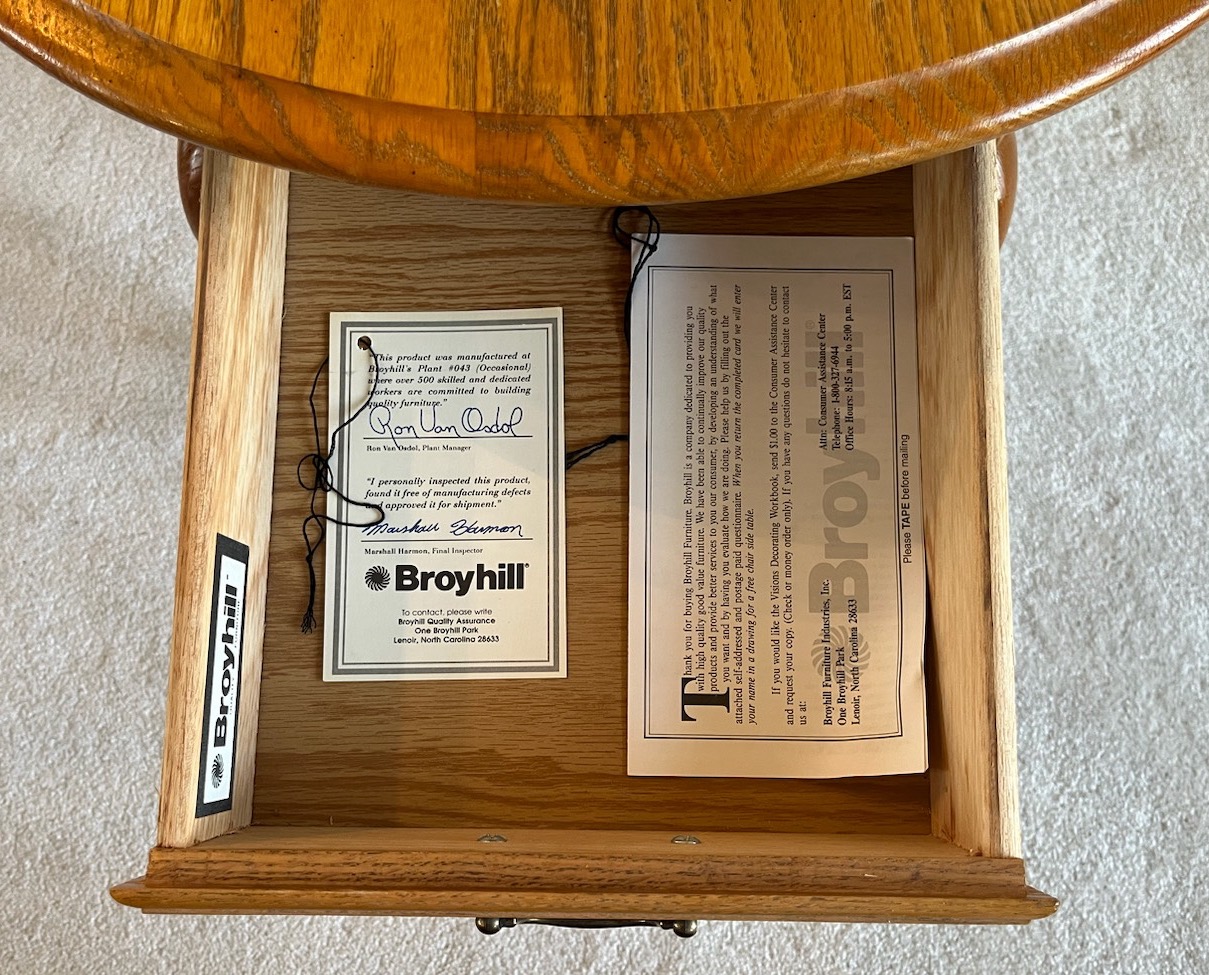 "This product was manufactured at
Broyhill's Plant #043 (Occasional)
where over 500 skilled and dedicated
workers are committed to building
quality furniture."
Ron Van Osdol
Ron Van Osdol, Plant Manager
"I personally inspected this product,
found it free of manufacturing defects
and approved it for shipment."
Marshall Harmon
Marshall Harmon, Final Inspector
Broyhill®
To contact, please write
Broyhill Quality Assurance
One Broyhill Park
Lenoir, North Carolina 28633
Broyhill
Thank you for buying Broyhill Furniture. Broyhill is a company dedicated to providing you
with high quality good value furniture. We have been able to continually improve our quality
products and provide better services to you our consumer, by developing an understanding of what
you want and by having you evaluate how we are doing. Please help us by filling out the
attached self-addressed and postage paid questionnaire. When you return the completed card we will enter
your name in a drawing for a free chair side table.
If you would like the Visions Decorating Workbook, send $1.00 to the Consumer Assistance Center
and request your copy. (Check or money order only). If you have any questions do not hesitate to contact
us at:
Broyhill Furniture Industries, Inc.
One Broyhill Park
Lenoir, North Carolina 28633
Attn: Consumer Assistance Center
Telephone: 1-800-327-6944
Office Hours: 8:15 a.m. to 5:00 p.m. EST
Broyhill®
Please TAPE before mailing